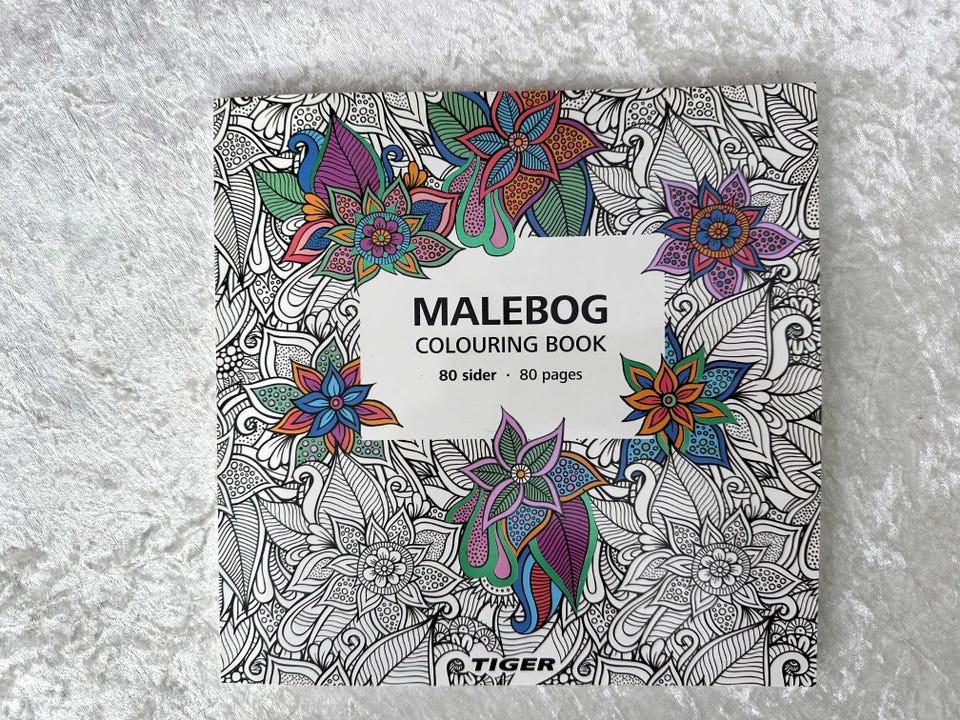 MALEBOG
COLOURING BOOK
80 sider · 80 pages
TIGER